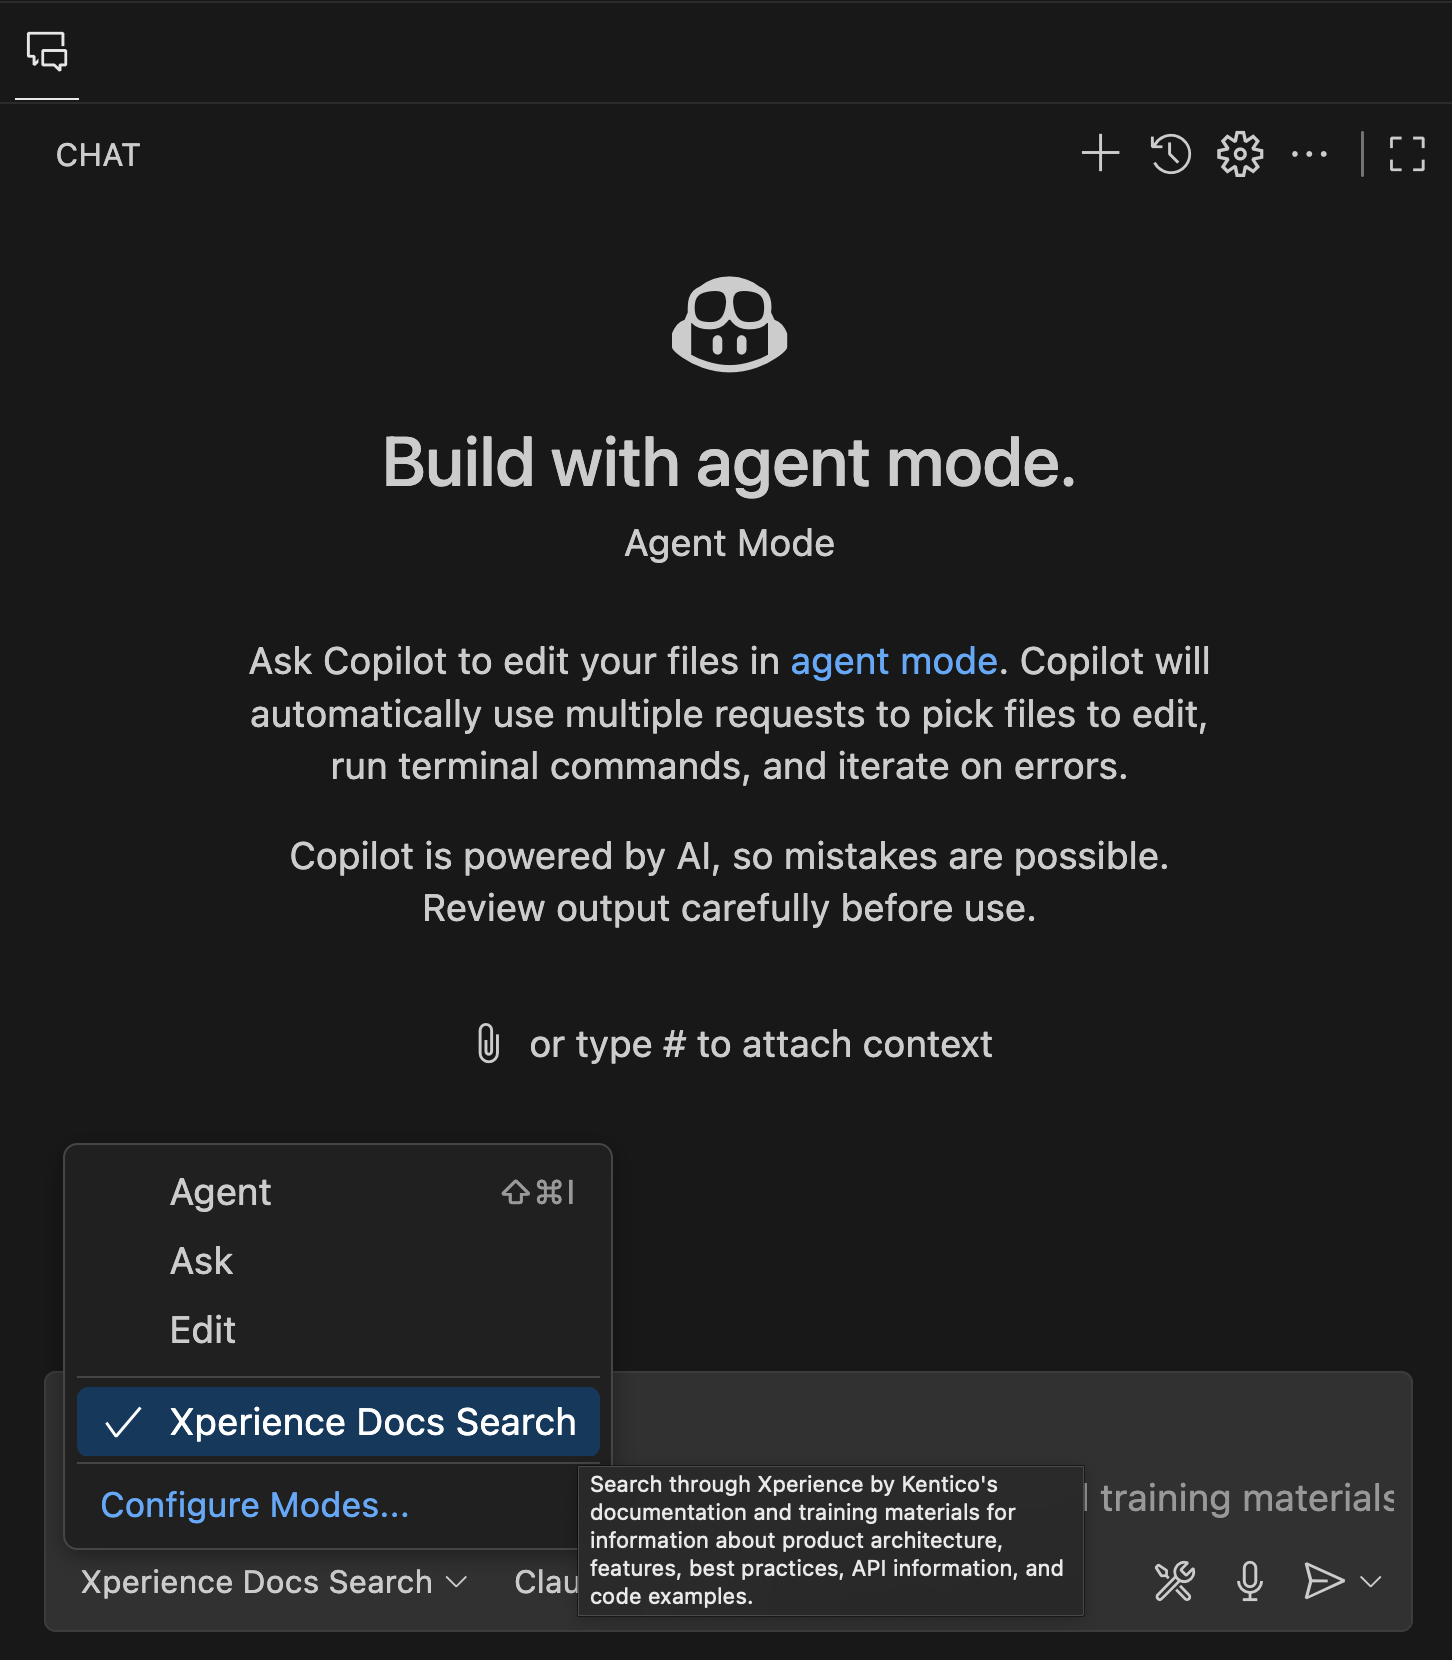 CHAT
Build with agent mode.
Agent Mode
Ask Copilot to edit your files in agent mode. Copilot will
automatically use multiple requests to pick files to edit,
run terminal commands, and iterate on errors.
Copilot is powered by AI, so mistakes are possible.
Review output carefully before use.
or type # to attach context
Agent ⇧⌘I
Ask
Edit
Xperience Docs Search
Configure Modes...
Search through Xperience by Kentico's
documentation and training materials for
information about product architecture,
features, best practices, API information, and
code examples.
training materials
Xperience Docs Search Clau